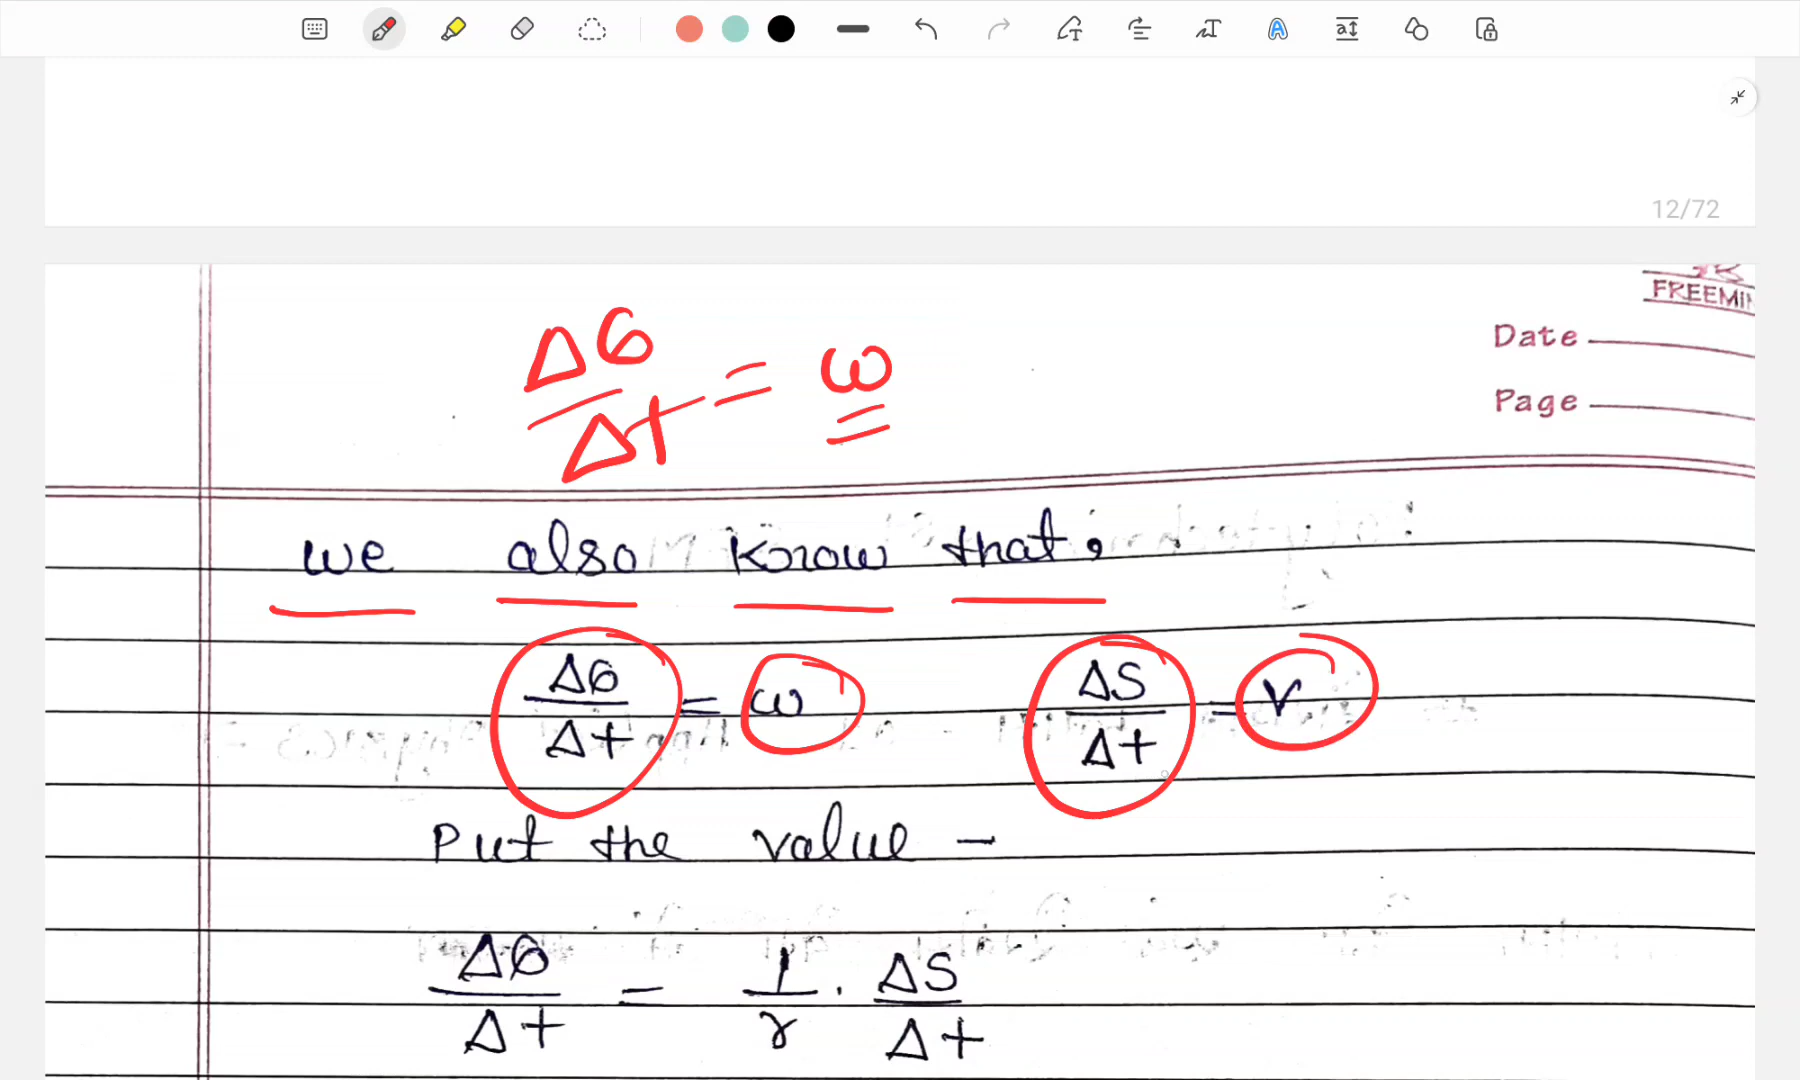 12/72
FREEMIN
Date
Page
Δθ/Δt = ω
we also know that,
Δθ/Δt = ω ΔS/Δt = v
Put the value -
Δθ/Δt = 1/r · ΔS/Δt